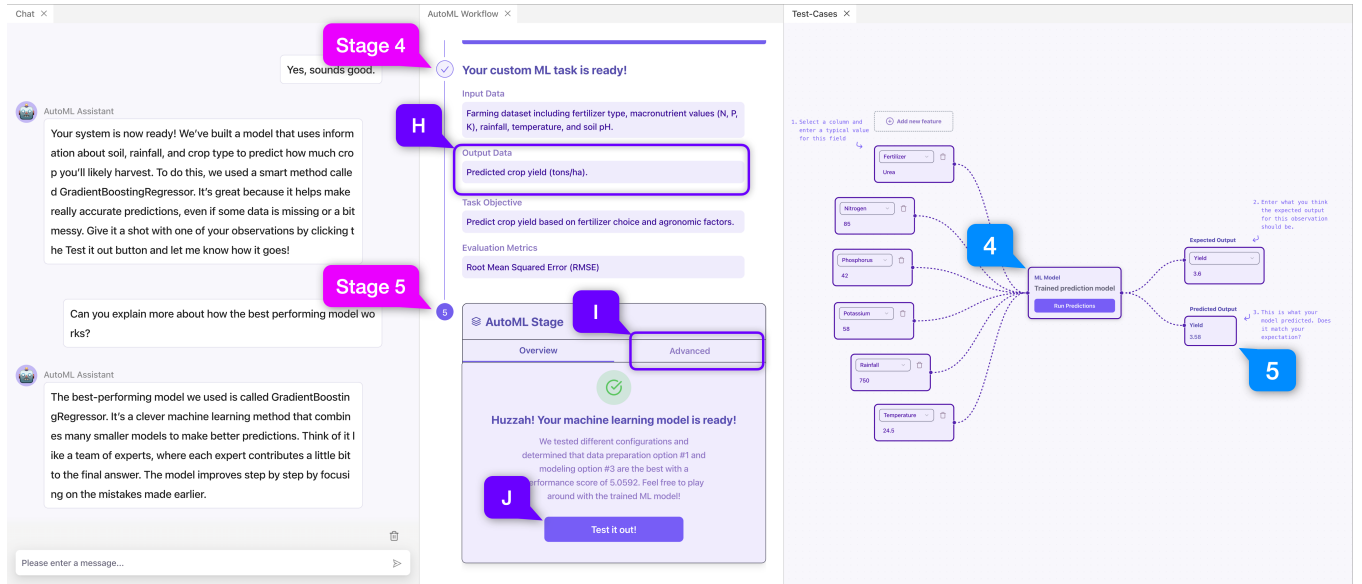 Chat ×
Yes, sounds good.
AutoML Assistant
Your system is now ready! We've built a model that uses inform
ation about soil, rainfall, and crop type to predict how much cro
p you'll likely harvest. To do this, we used a smart method calle
d GradientBoostingRegressor. It's great because it helps make
really accurate predictions, even if some data is missing or a bit
messy. Give it a shot with one of your observations by clicking t
he Test it out button and let me know how it goes!
Can you explain more about how the best performing model wo
rks?
AutoML Assistant
The best-performing model we used is called GradientBoostin
gRegressor. It's a clever machine learning method that combin
es many smaller models to make better predictions. Think of it l
ike a team of experts, where each expert contributes a little bit
to the final answer. The model improves step by step by focusi
ng on the mistakes made earlier.
Please enter a message...
AutoML Workflow ×
Stage 4
Your custom ML task is ready!
Input Data
Farming dataset including fertilizer type, macronutrient values (N, P,
K), rainfall, temperature, and soil pH.
H
Output Data
Predicted crop yield (tons/ha).
Task Objective
Predict crop yield based on fertilizer choice and agronomic factors.
Evaluation Metrics
Root Mean Squared Error (RMSE)
Stage 5
5
AutoML Stage
I
Overview
Advanced
Huzzah! Your machine learning model is ready!
We tested different configurations and
determined that data preparation option #1 and
modeling option #3 are the best with a
performance score of 5.0592. Feel free to play
around with the trained ML model!
J
Test it out!
Test-Cases ×
1. Select a column and
enter a typical value
for this field
Add new feature
Fertilizer
Urea
Nitrogen
85
Phosphorus
42
Potassium
58
Rainfall
750
Temperature
24.5
4
ML Model
Trained prediction model
Run Predictions
2. Enter what you think
the expected output
for this observation
should be.
Expected Output
Yield
3.6
Predicted Output
Yield
3.58
3. This is what your
model predicted. Does
it match your
expectation?
5